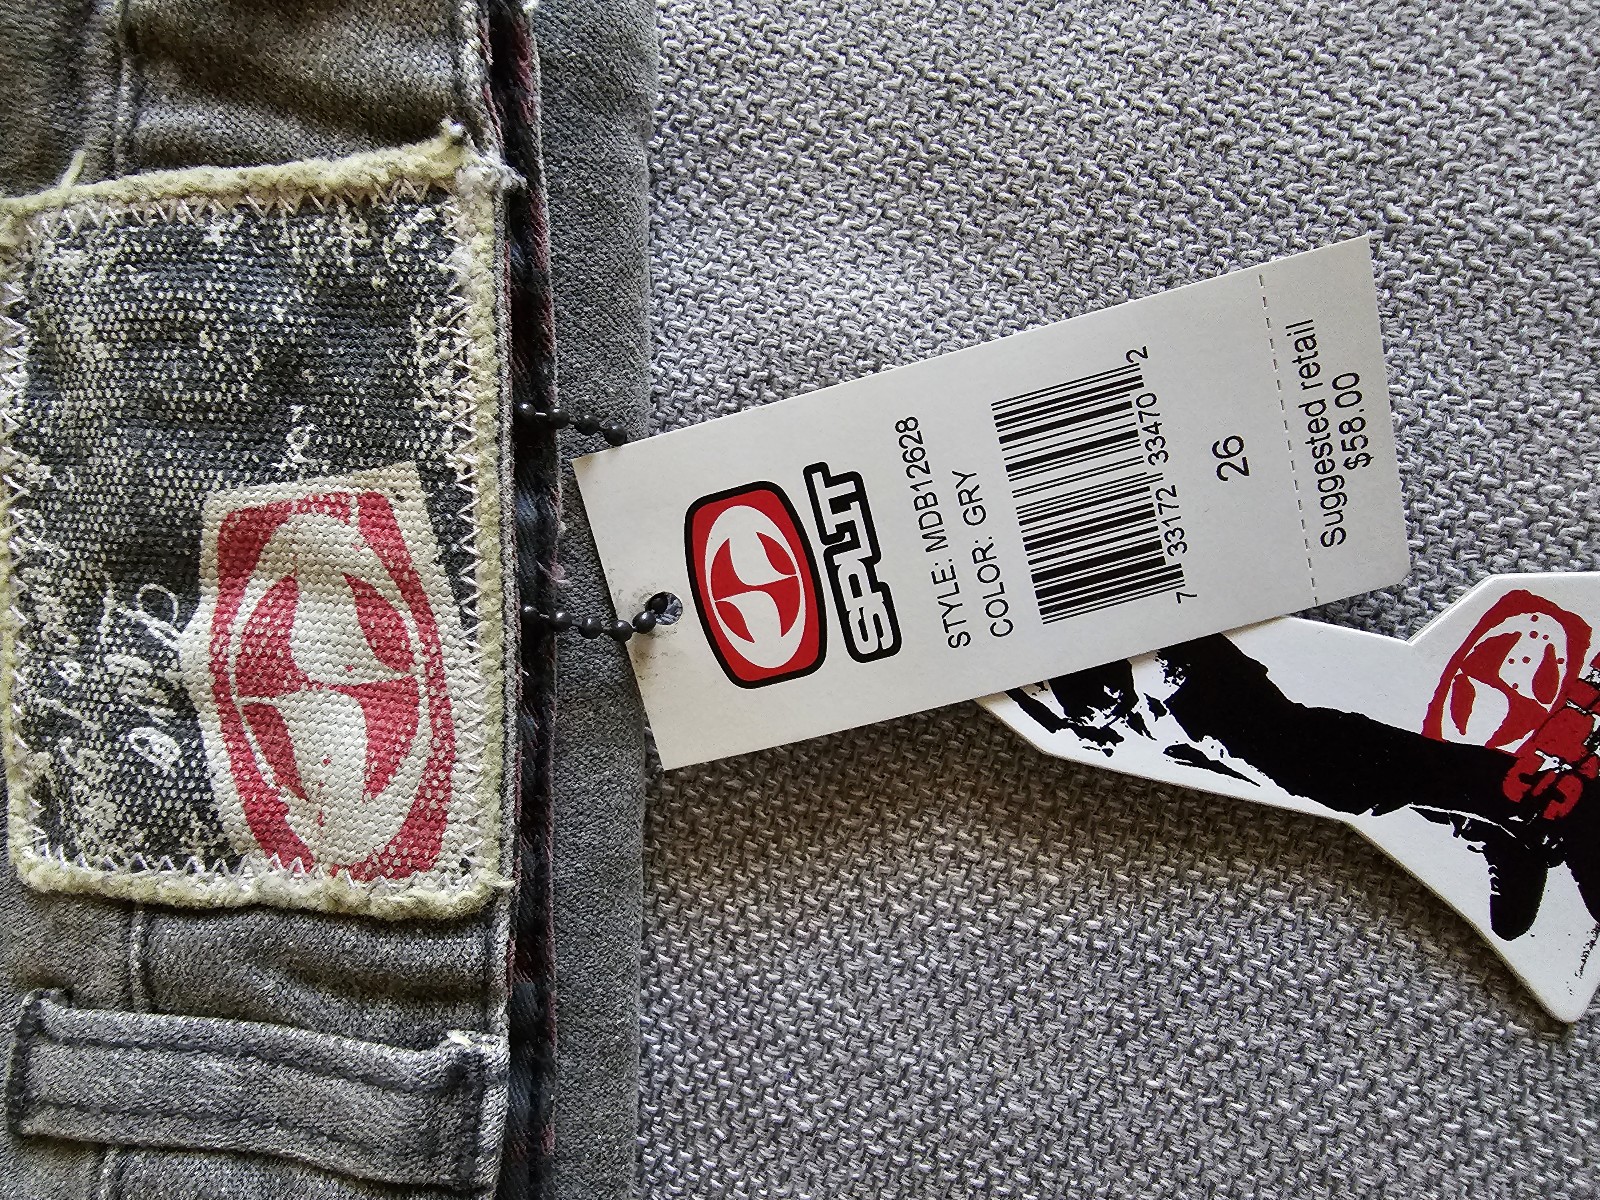 SPLIT
STYLE: MDB12628
COLOR: GRY
7 33172 33470 2
26
Suggested retail
$58.00